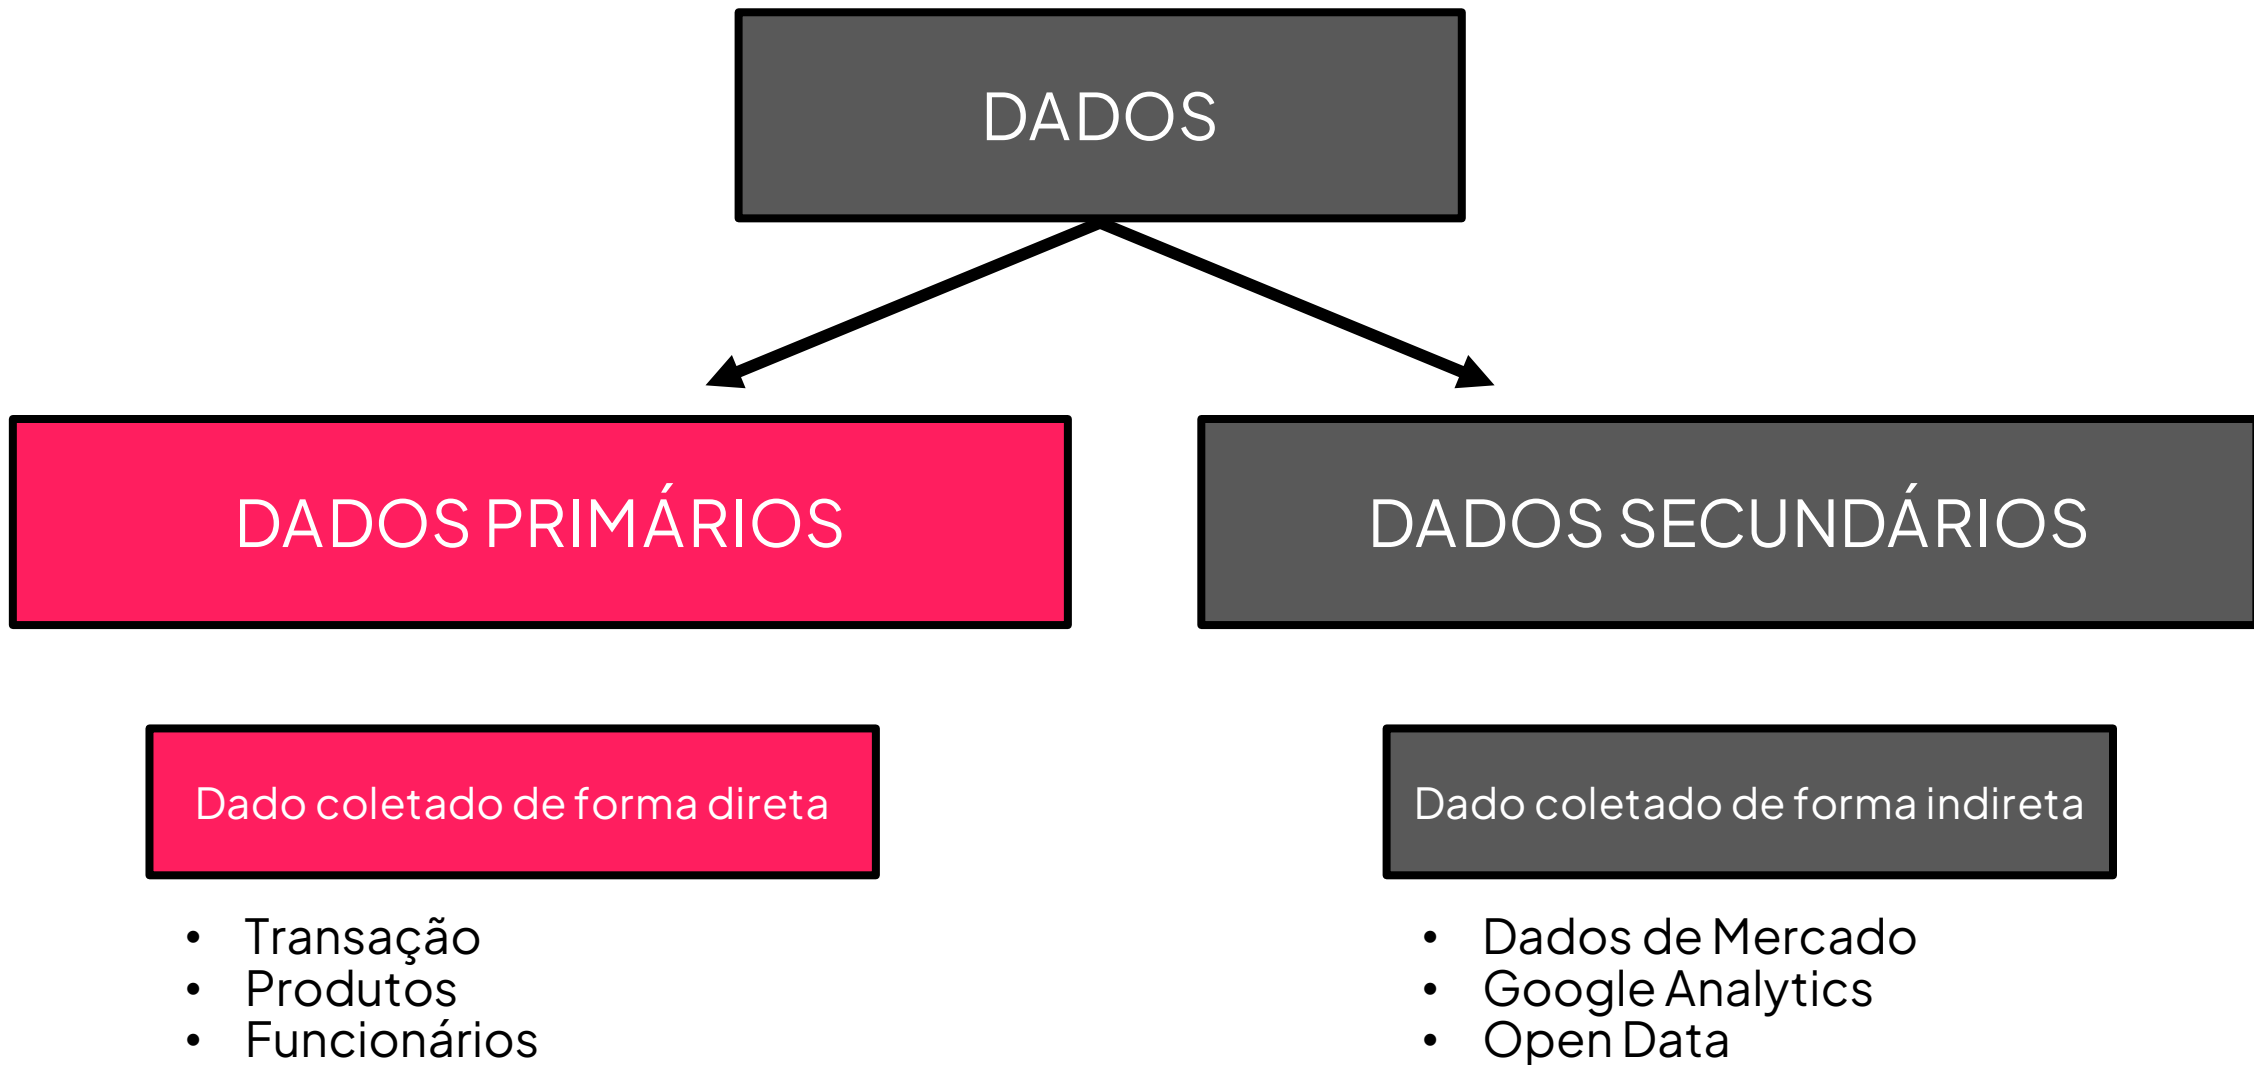 DADOS
DADOS PRIMÁRIOS
DADOS SECUNDÁRIOS
Dado coletado de forma direta
Dado coletado de forma indireta
• Transação
• Produtos
• Funcionários
• Dados de Mercado
• Google Analytics
• Open Data